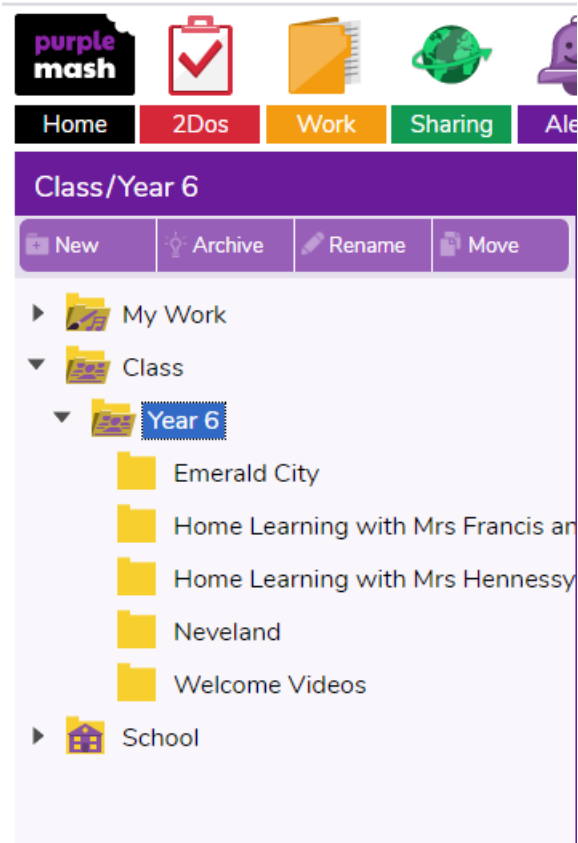 purple
mash
Home 2Dos Work Sharing Ale
Class/Year 6
New Archive Rename Move
My Work
Class
Year 6
Emerald City
Home Learning with Mrs Francis an
Home Learning with Mrs Hennessy
Neveland
Welcome Videos
School